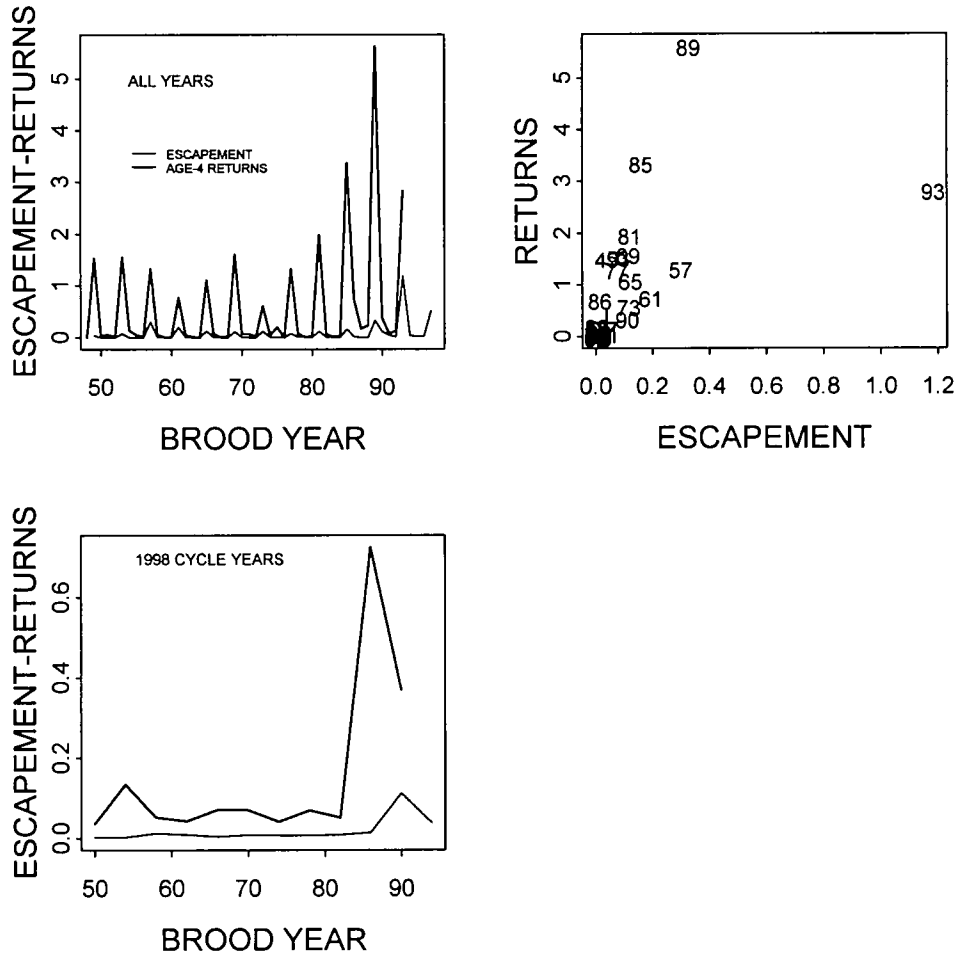 ESCAPEMENT-RETURNS
ALL YEARS
ESCAPEMENT
AGE-4 RETURNS
0 1 2 3 4 5
50 60 70 80 90
BROOD YEAR
RETURNS
0 1 2 3 4 5
89
85
93
81
69
57
77
65
61
86
73
90
0.0 0.2 0.4 0.6 0.8 1.0 1.2
ESCAPEMENT
ESCAPEMENT-RETURNS
1998 CYCLE YEARS
0.0 0.2 0.4 0.6
50 60 70 80 90
BROOD YEAR